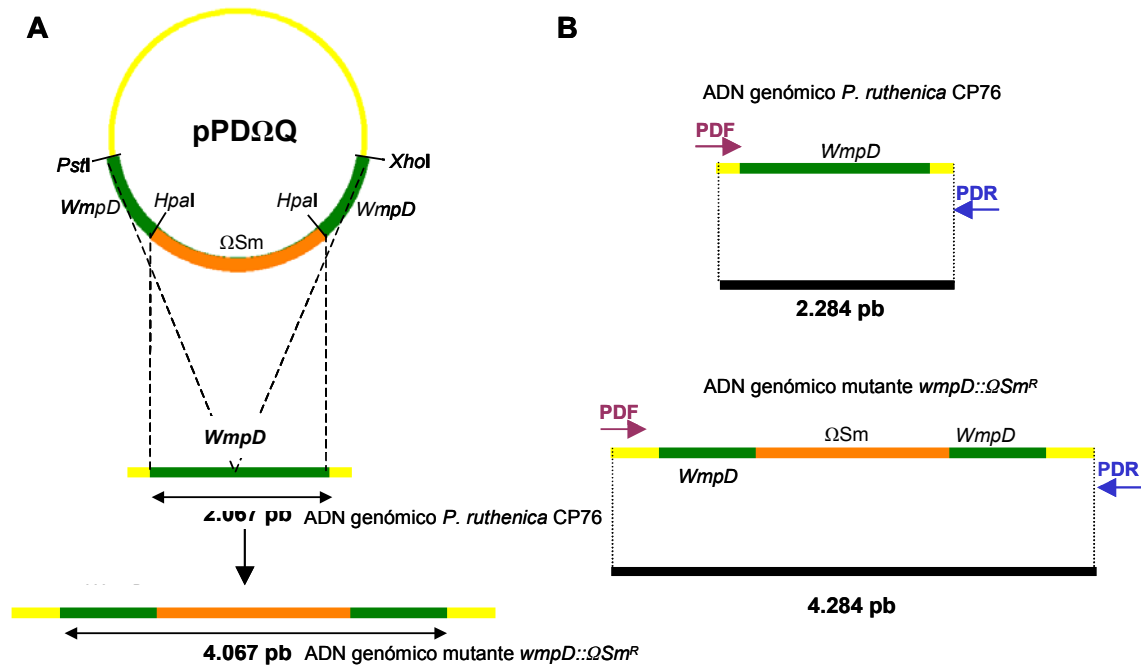 A
pPDΩQ
PstI
XhoI
WmpD
HpaI
HpaI
WmpD
ΩSm
WmpD
2.067 pb ADN genómico P. ruthenica CP76
4.067 pb ADN genómico mutante wmpD::ΩSmᴿ
B
ADN genómico P. ruthenica CP76
PDF
WmpD
PDR
2.284 pb
ADN genómico mutante wmpD::ΩSmᴿ
PDF
ΩSm
WmpD
WmpD
PDR
4.284 pb